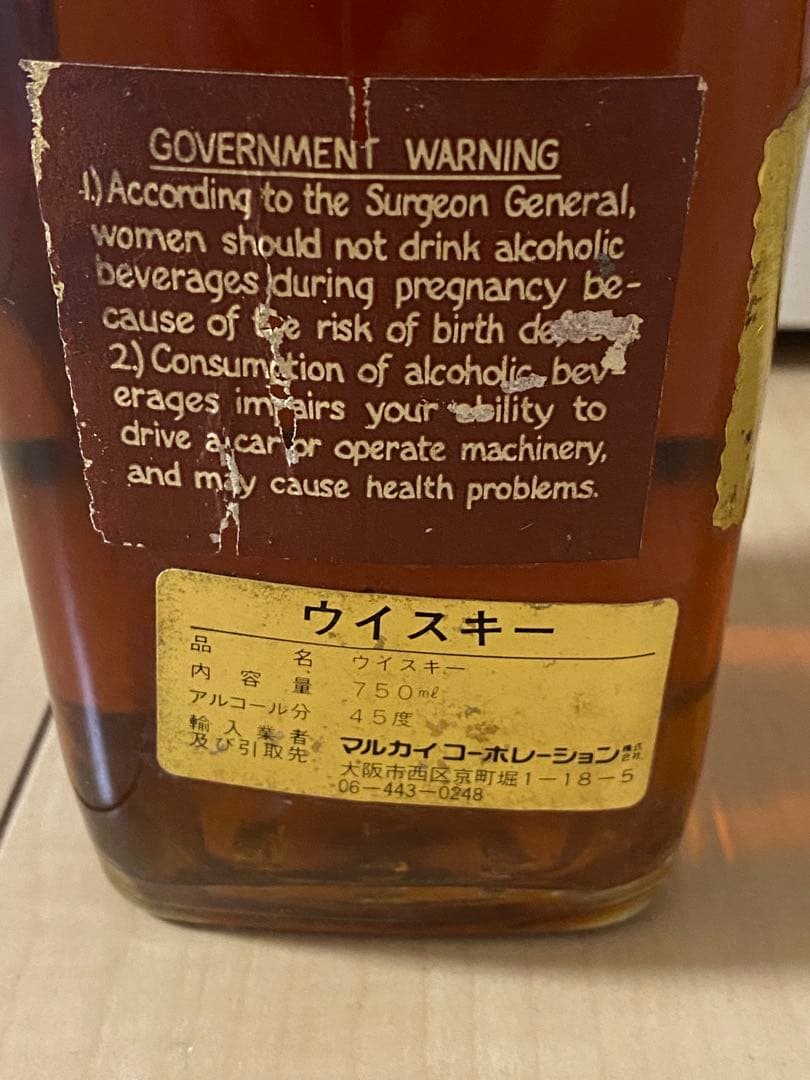 GOVERNMENT WARNING
1.) According to the Surgeon General,
women should not drink alcoholic
beverages during pregnancy be-
cause of the risk of birth
2.) Consumption of alcoholic bev-
erages impairs your ability to
drive a car or operate machinery,
and may cause health problems.
ウイスキー
品名 ウイスキー
内容量 750ml
アルコール分 45度
輸入業者
及び引取先 マルカイコーポレーション株式会社
大阪市西区京町堀1-18-5
06-443-0248